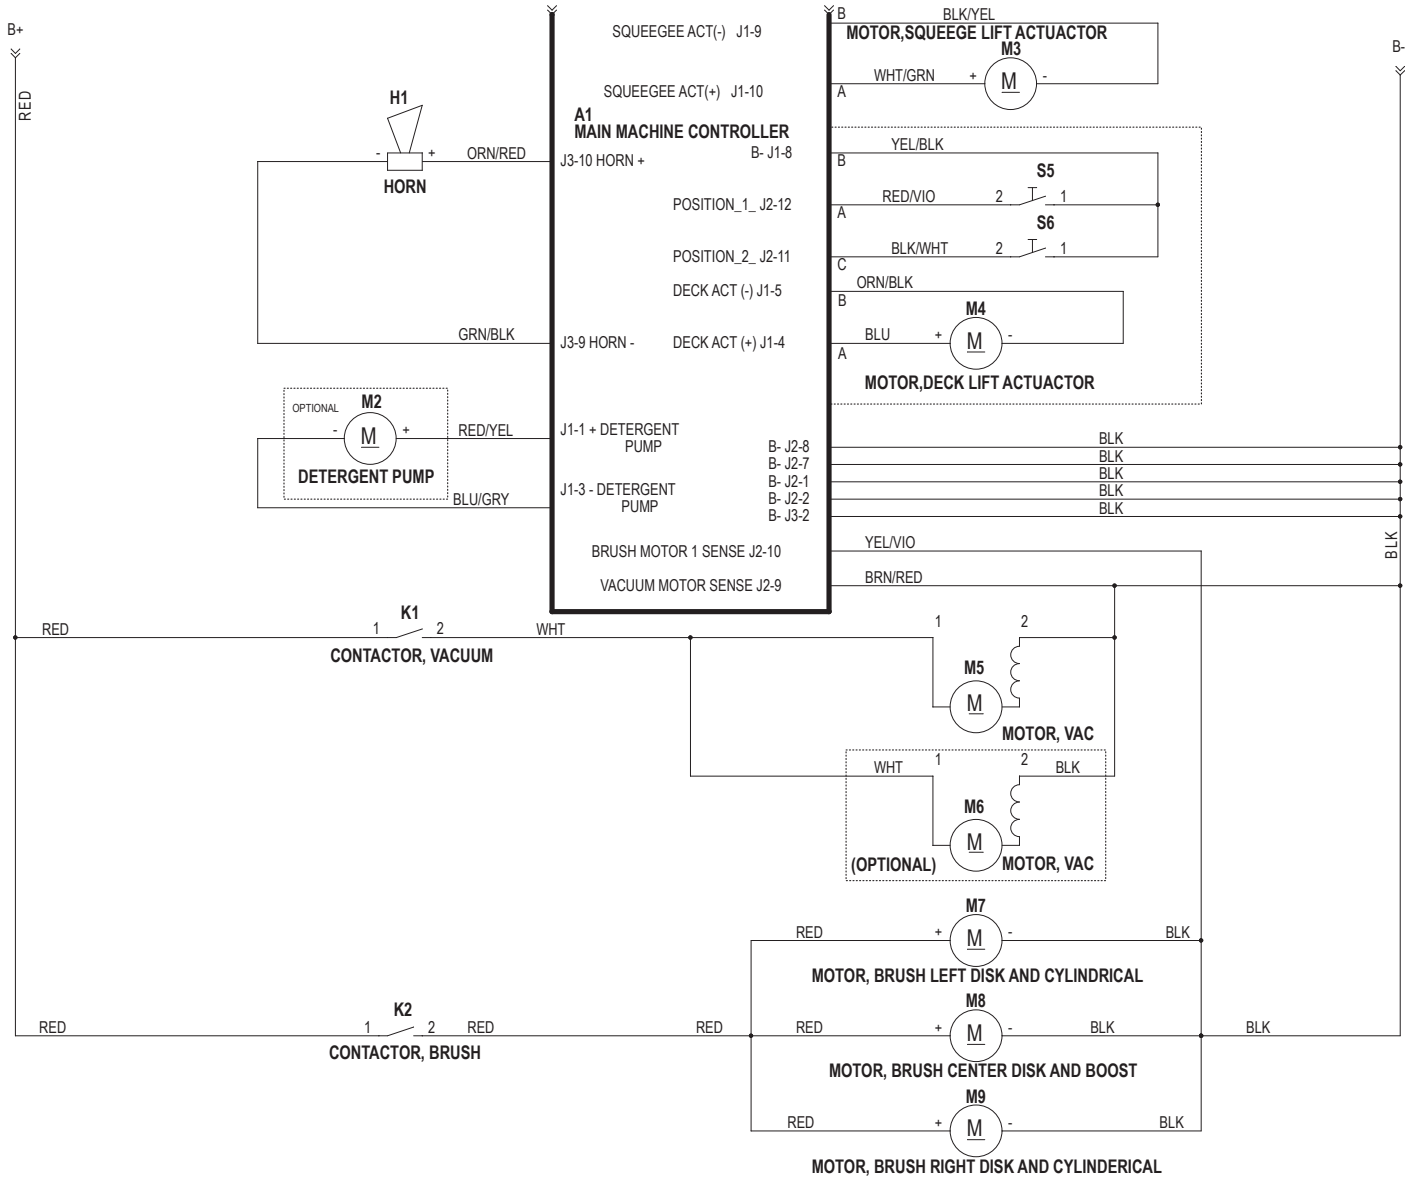 B+
RED
B-
SQUEEGEE ACT(-) J1-9
B
BLK/YEL
MOTOR,SQUEEGE LIFT ACTUACTOR
M3
WHT/GRN + M -
SQUEEGEE ACT(+) J1-10
A
H1
A1
MAIN MACHINE CONTROLLER
B- J1-8
B
YEL/BLK
- + ORN/RED
J3-10 HORN +
HORN
S5
POSITION_1_ J2-12
A
RED/VIO 2 1
S6
POSITION_2_ J2-11
C
BLK/WHT 2 1
DECK ACT (-) J1-5
B
ORN/BLK
M4
GRN/BLK
J3-9 HORN -
DECK ACT (+) J1-4
A
BLU + M -
MOTOR,DECK LIFT ACTUACTOR
OPTIONAL
M2
- M + RED/YEL
DETERGENT PUMP
BLU/GRY
J1-1 + DETERGENT
PUMP
J1-3 - DETERGENT
PUMP
B- J2-8 BLK
B- J2-7 BLK
B- J2-1 BLK
B- J2-2 BLK
B- J3-2 BLK
BLK
BRUSH MOTOR 1 SENSE J2-10 YEL/VIO
VACUUM MOTOR SENSE J2-9 BRN/RED
K1
RED 1 2 WHT
CONTACTOR, VACUUM
1 2
M5
M
MOTOR, VAC
WHT 1 2 BLK
M6
M
(OPTIONAL) MOTOR, VAC
M7
RED + M - BLK
MOTOR, BRUSH LEFT DISK AND CYLINDRICAL
K2
M8
RED 1 2 RED RED RED + M - BLK BLK
CONTACTOR, BRUSH
MOTOR, BRUSH CENTER DISK AND BOOST
M9
RED + M - BLK
MOTOR, BRUSH RIGHT DISK AND CYLINDERICAL